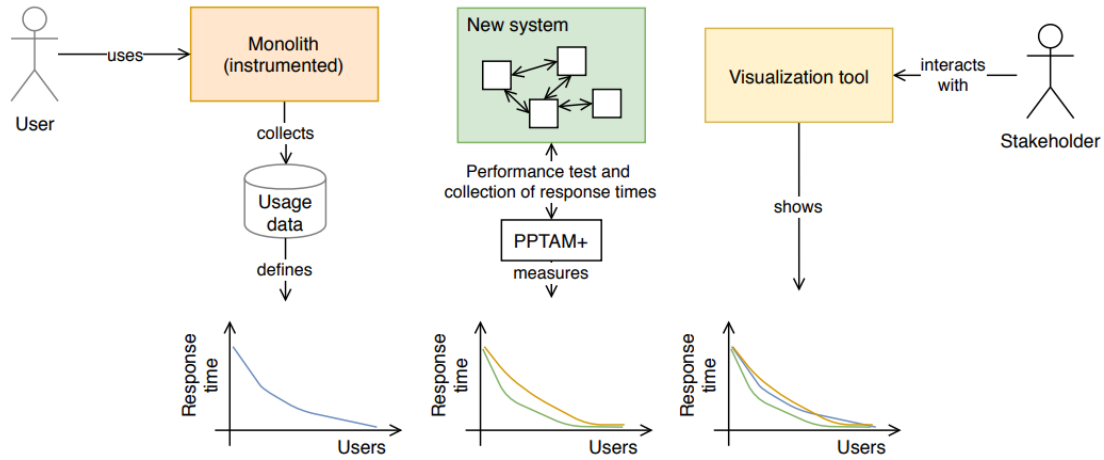 User
uses
Monolith
(instrumented)
collects
Usage
data
defines
Response
time
Users
New system
Performance test and
collection of response times
PPTAM+
measures
Response
time
Users
Visualization tool
interacts
with
Stakeholder
shows
Response
time
Users